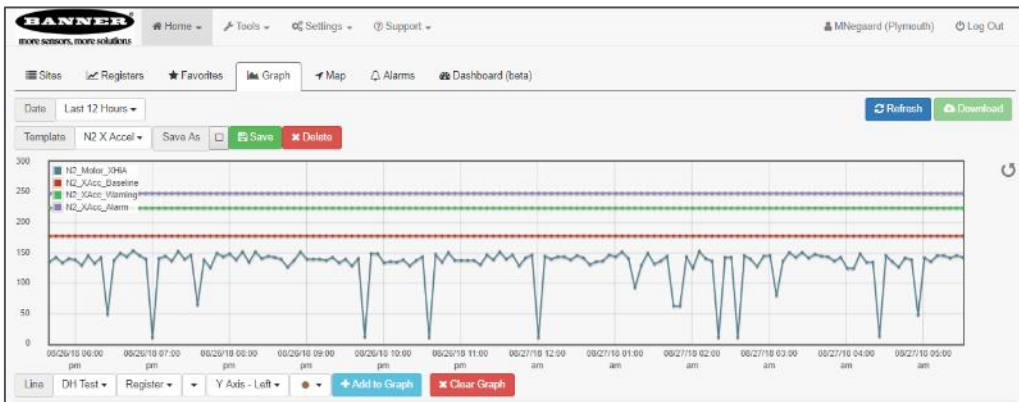 BANNER
more sensors, more solutions
Home
Tools
Settings
Support
MNegaard (Plymouth)
Log Out
Sites
Registers
Favorites
Graph
Map
Alarms
Dashboard (beta)
Date
Last 12 Hours
Refresh
Download
Template
N2 X Accel
Save As
Save
Delete
300
250
200
150
100
50
0
N2_Motor_XHfA
N2_XAcc_Baseline
N2_XAcc_Warning
N2_XAcc_Alarm
08/26/18 06:00 pm
08/26/18 07:00 pm
08/26/18 08:00 pm
08/26/18 09:00 pm
08/26/18 10:00 pm
08/26/18 11:00 pm
08/27/18 12:00 am
08/27/18 01:00 am
08/27/18 02:00 am
08/27/18 03:00 am
08/27/18 04:00 am
08/27/18 05:00 am
Line
DH Test
Register
Y Axis - Left
Add to Graph
Clear Graph